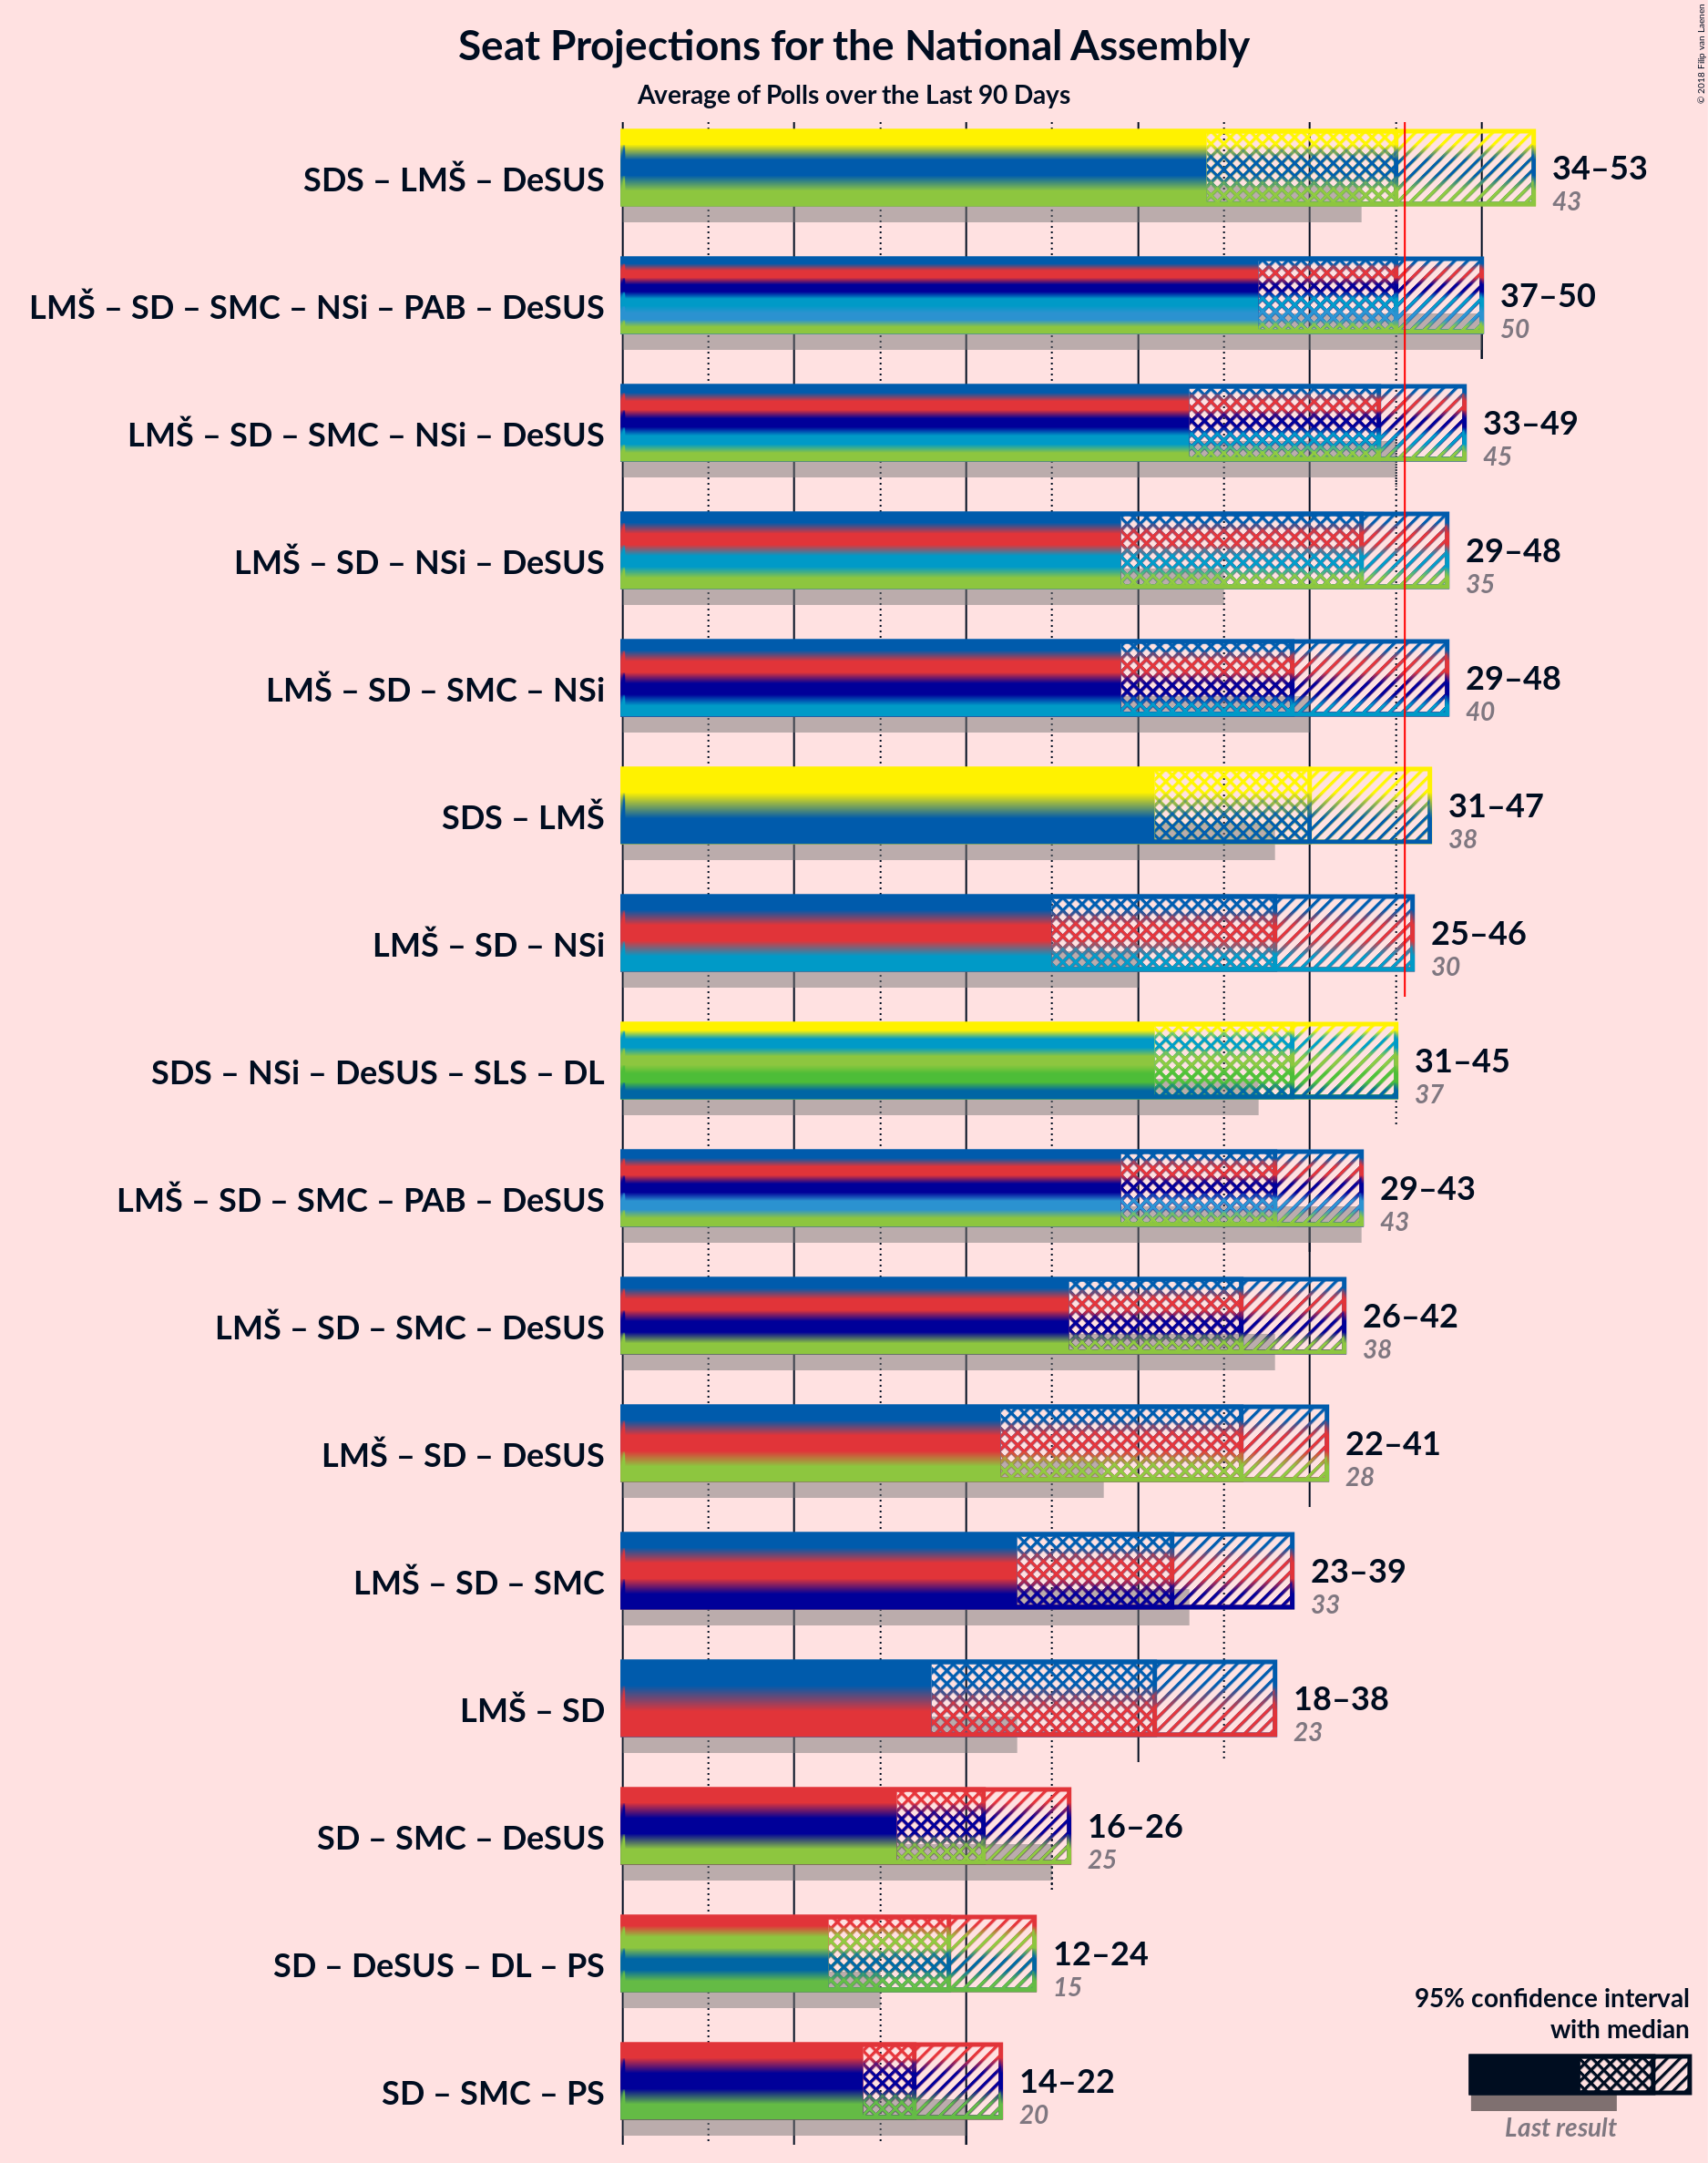 Seat Projections for the National Assembly
Average of Polls over the Last 90 Days
© 2018 Filip van Laenen
SDS – LMŠ – DeSUS
34–53
43
LMŠ – SD – SMC – NSi – PAB – DeSUS
37–50
50
LMŠ – SD – SMC – NSi – DeSUS
33–49
45
LMŠ – SD – NSi – DeSUS
29–48
35
LMŠ – SD – SMC – NSi
29–48
40
SDS – LMŠ
31–47
38
LMŠ – SD – NSi
25–46
30
SDS – NSi – DeSUS – SLS – DL
31–45
37
LMŠ – SD – SMC – PAB – DeSUS
29–43
43
LMŠ – SD – SMC – DeSUS
26–42
38
LMŠ – SD – DeSUS
22–41
28
LMŠ – SD – SMC
23–39
33
LMŠ – SD
18–38
23
SD – SMC – DeSUS
16–26
25
SD – DeSUS – DL – PS
12–24
15
SD – SMC – PS
14–22
20
95% confidence interval
with median
Last result